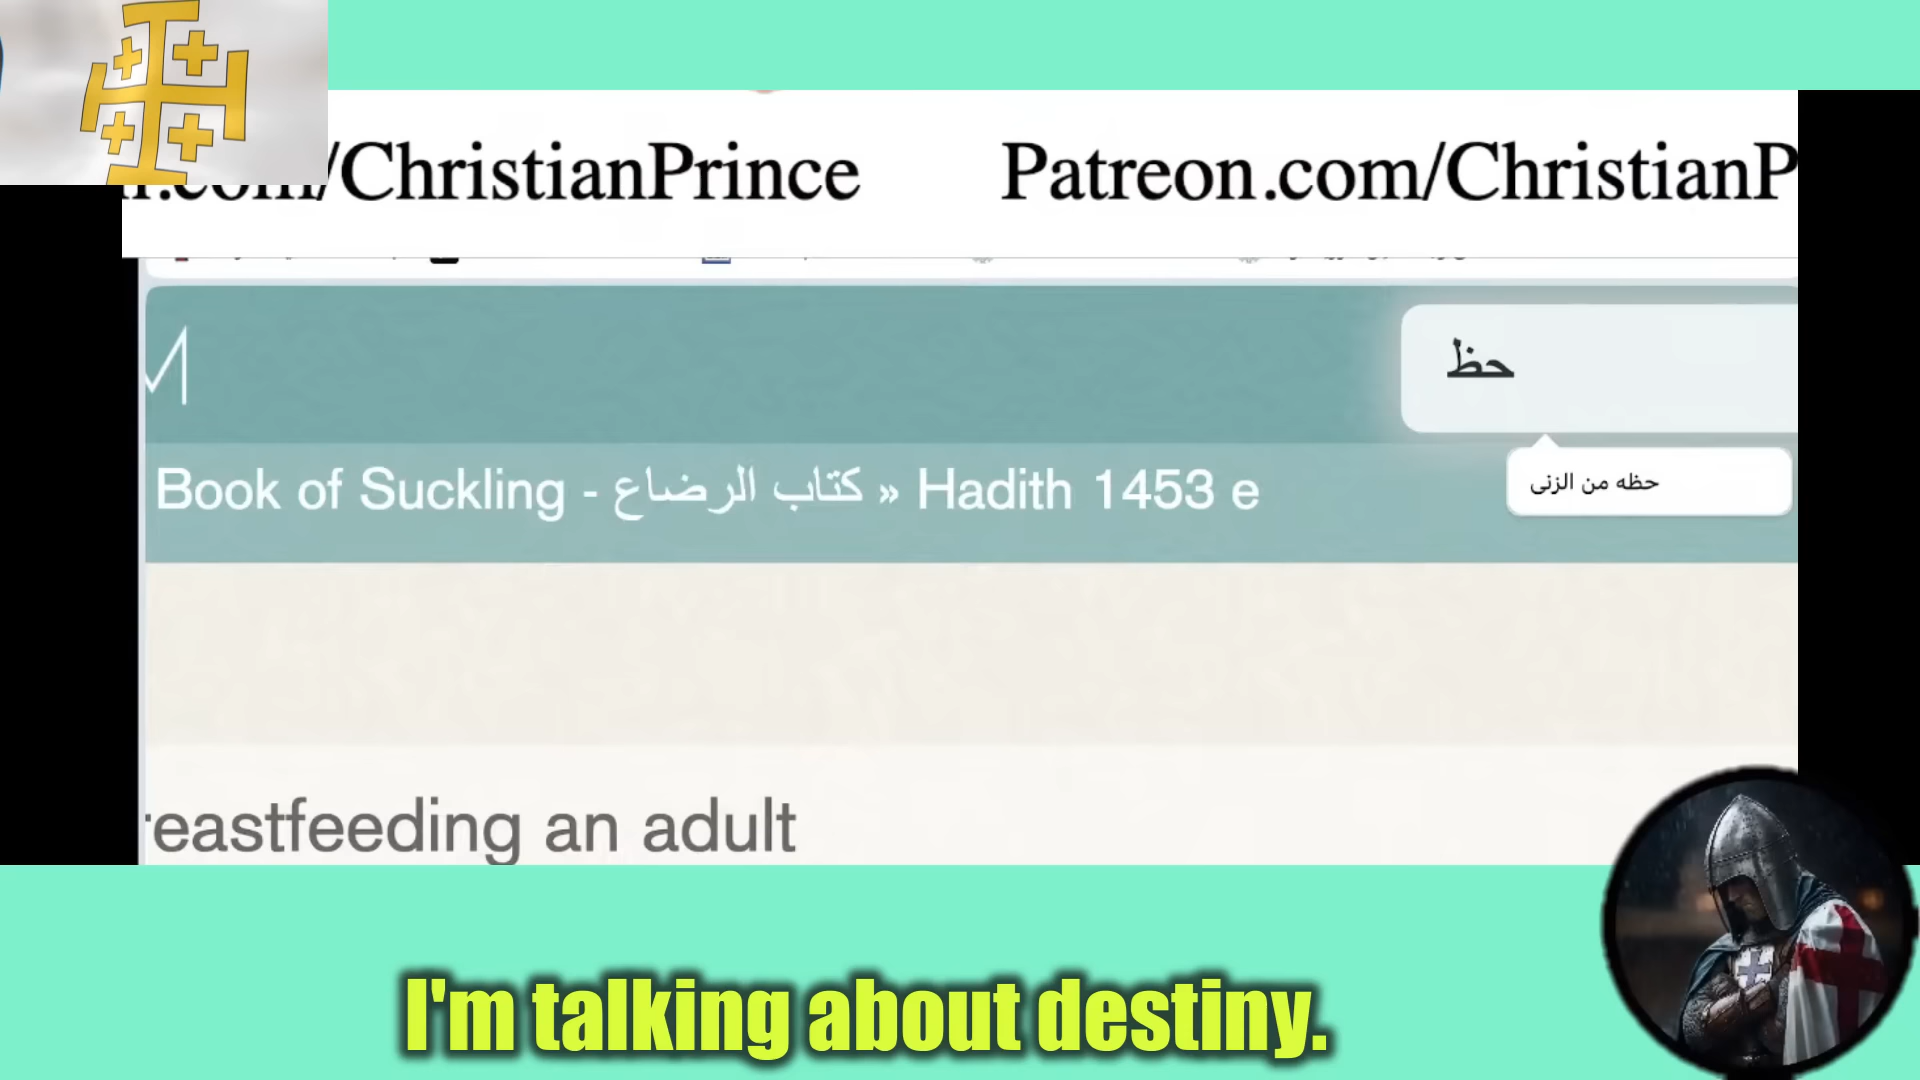 /ChristianPrince Patreon.com/ChristianP
حظ
Book of Suckling - كتاب الرضاع » Hadith 1453 e
حظه من الزنى
reastfeeding an adult
I'm talking about destiny.